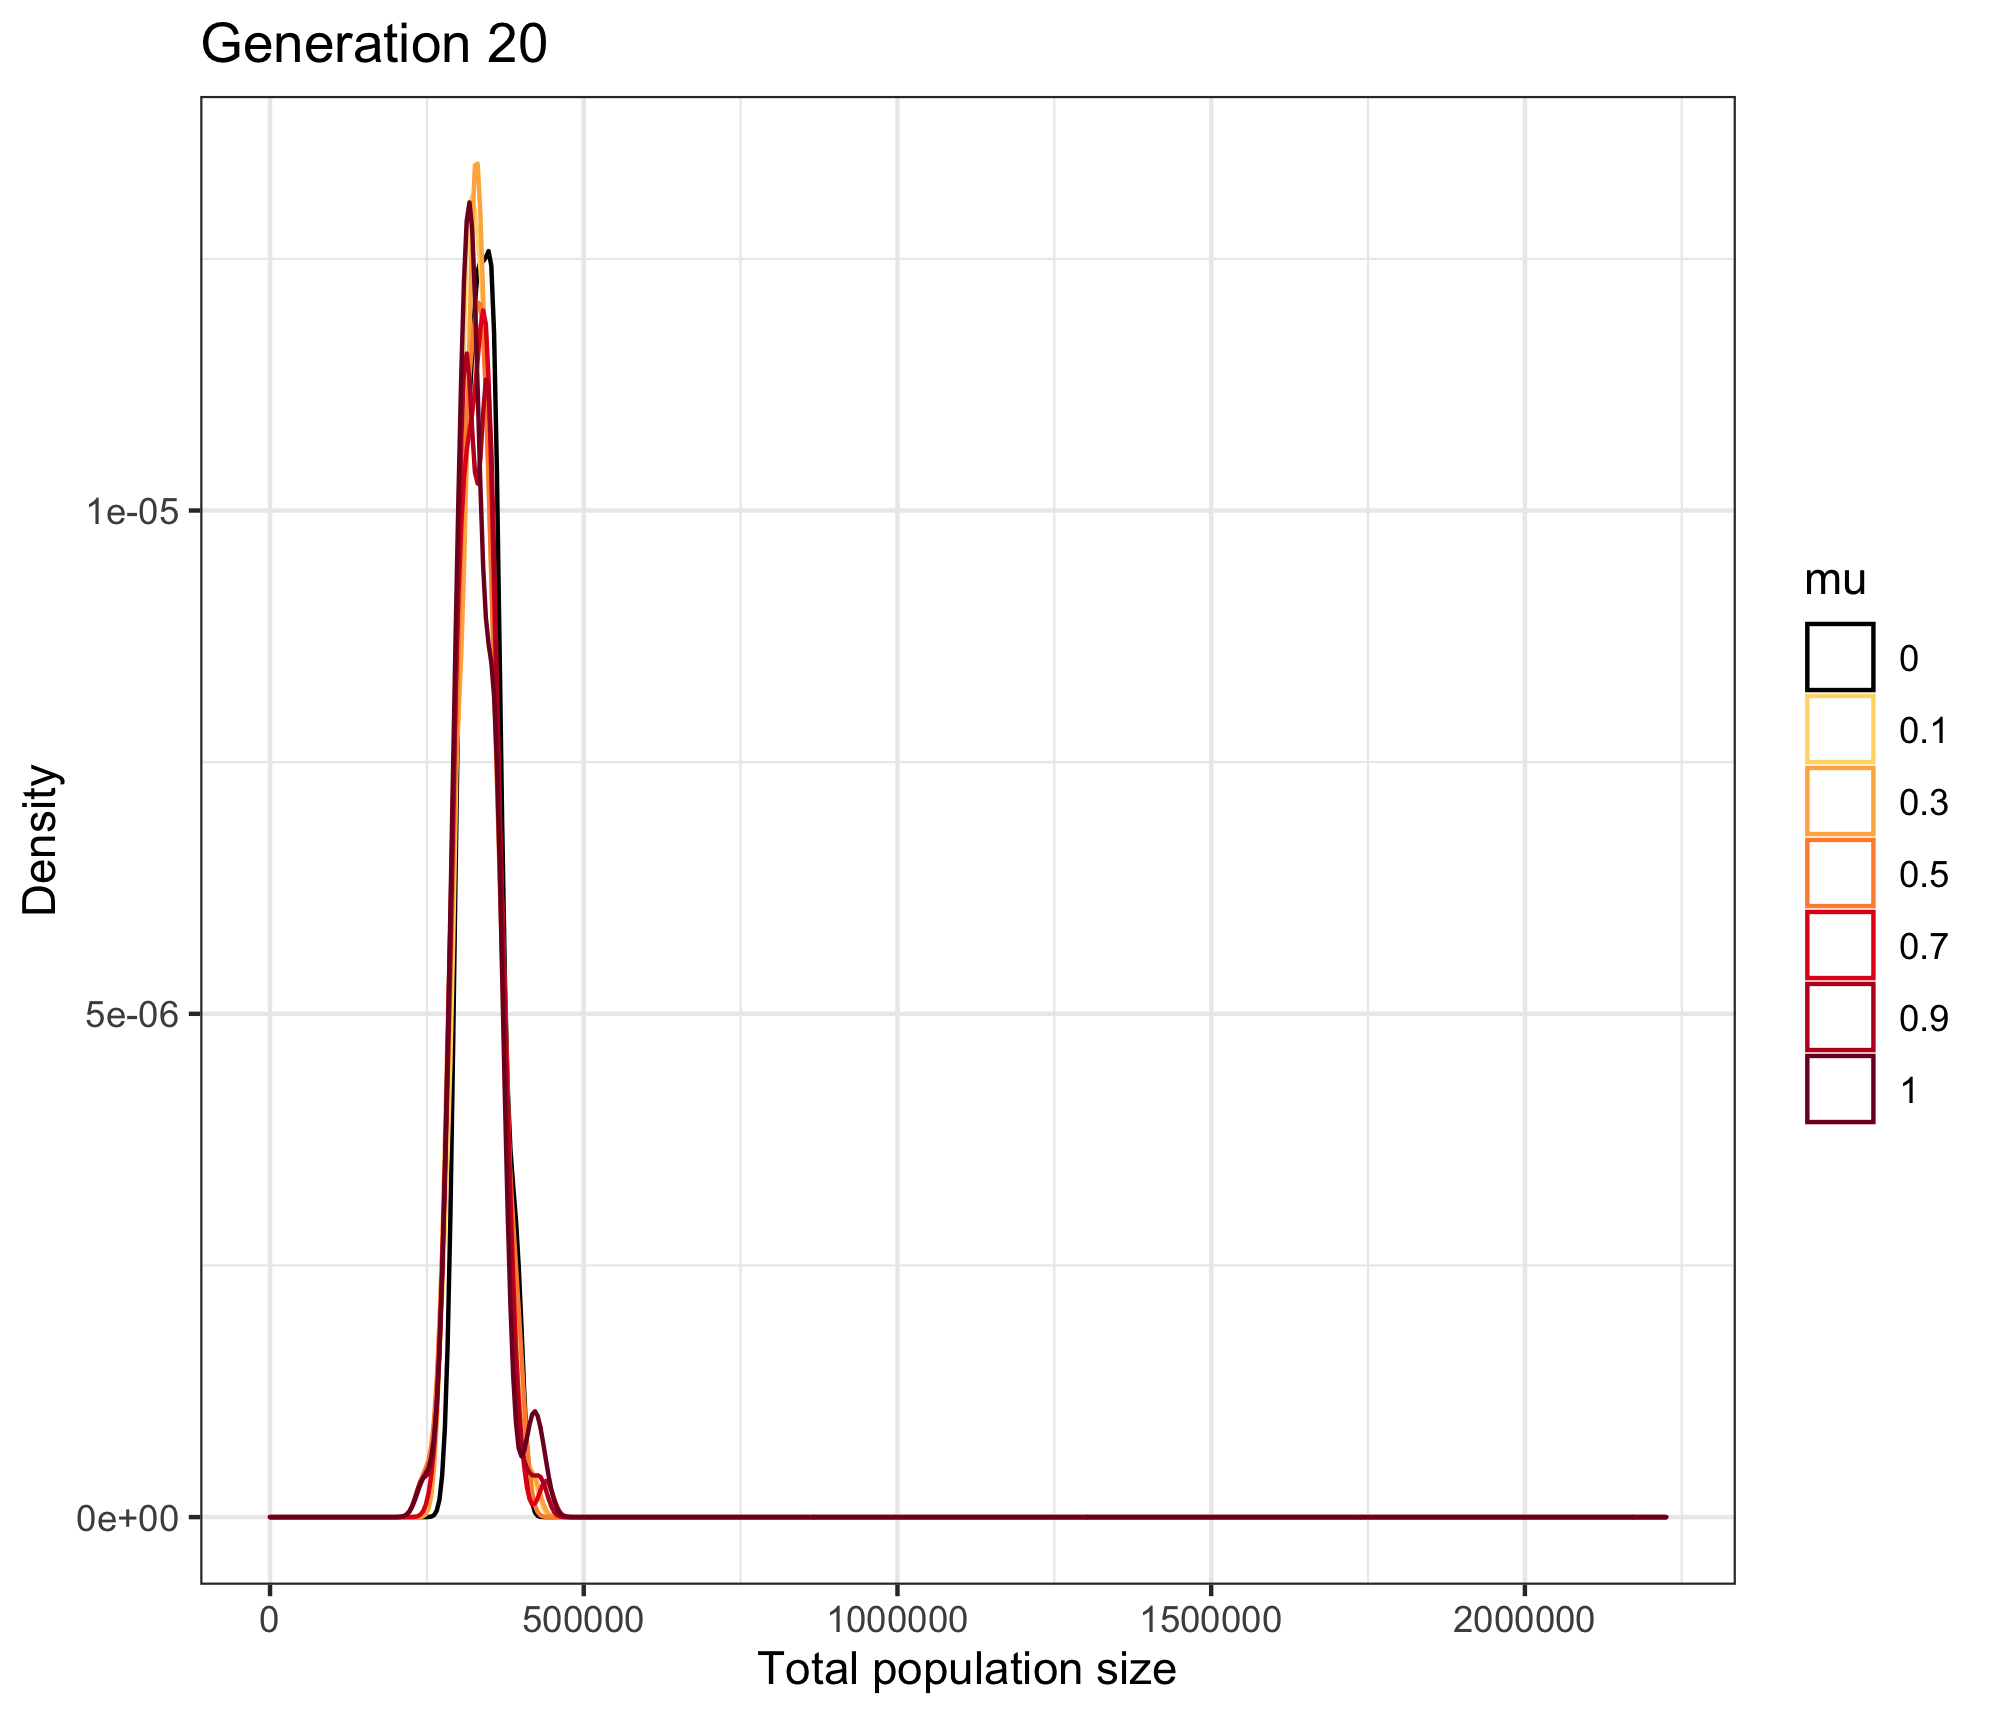 Generation 20
Density
1e-05
5e-06
0e+00
0
500000
1000000
1500000
2000000
Total population size
mu
0
0.1
0.3
0.5
0.7
0.9
1